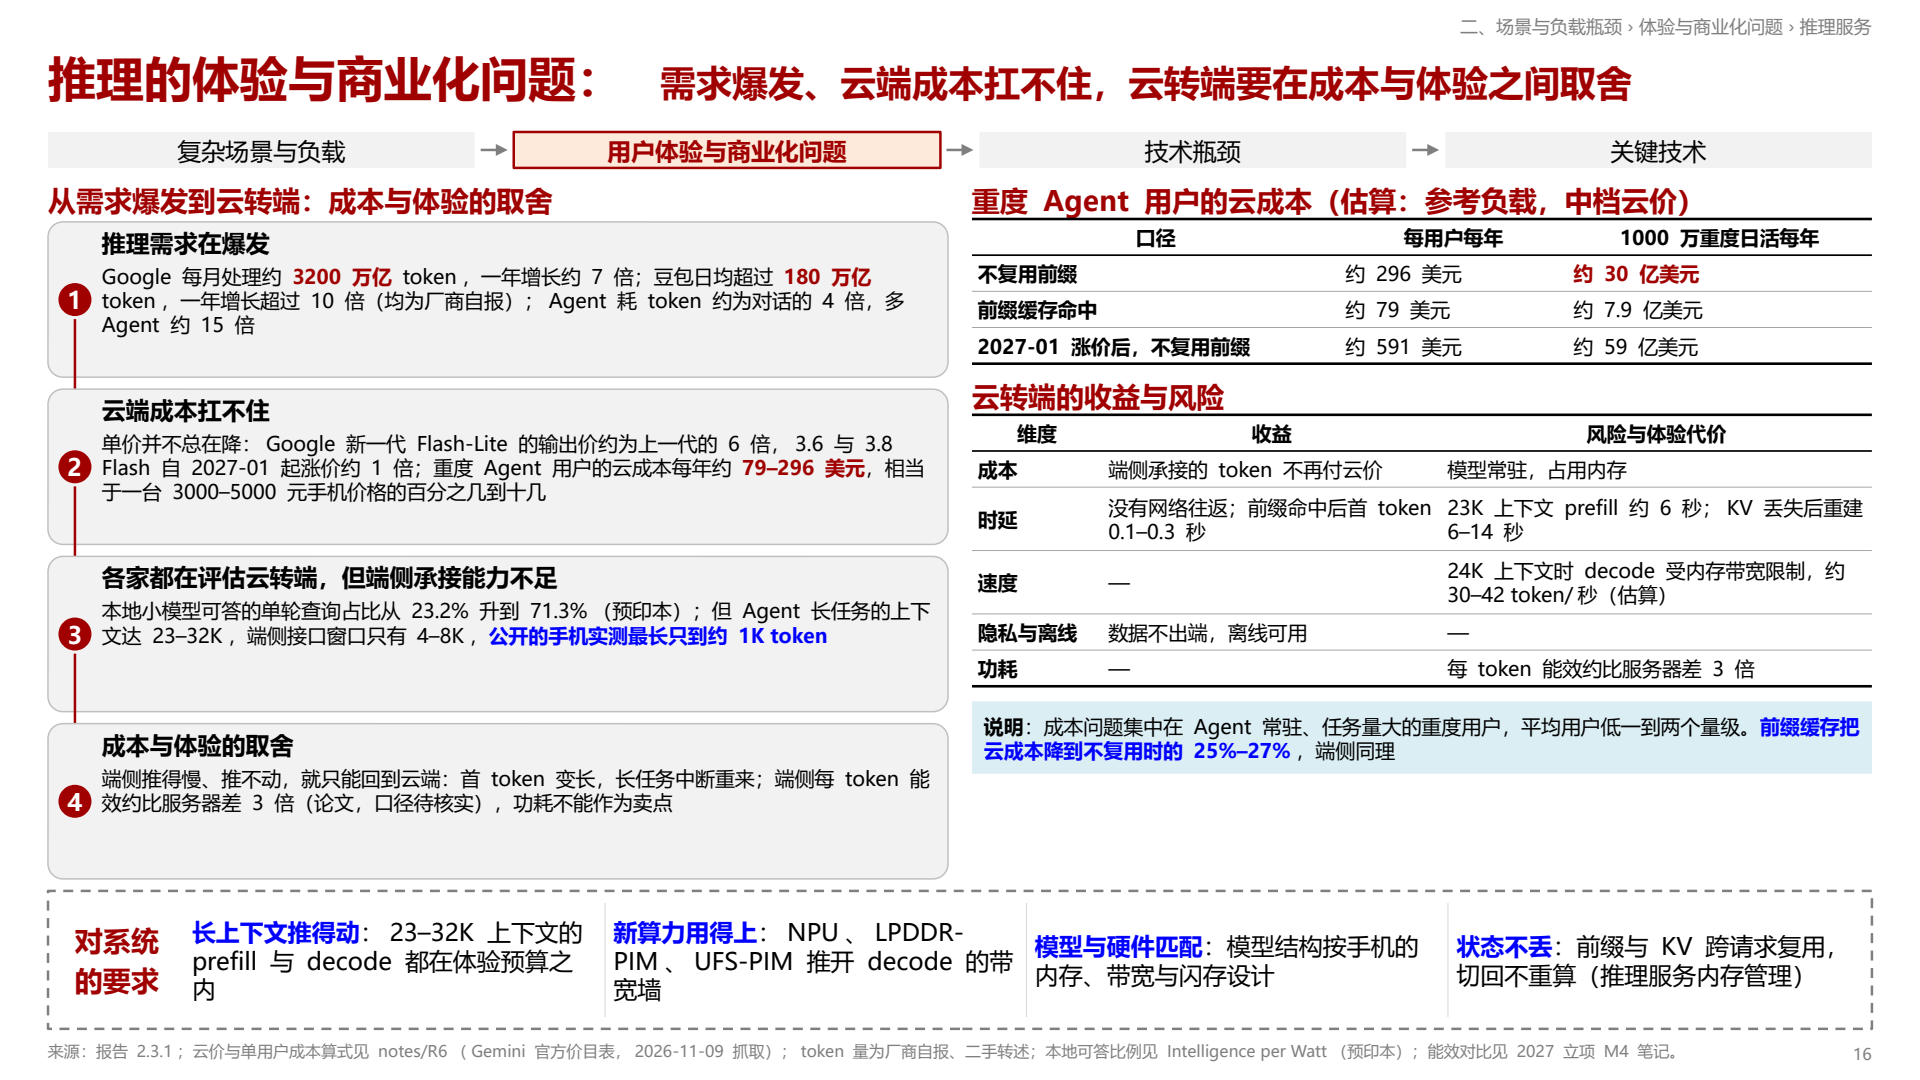 二、场景与负载瓶颈 › 体验与商业化问题 › 推理服务
推理的体验与商业化问题： 需求爆发、云端成本扛不住，云转端要在成本与体验之间取舍
复杂场景与负载
用户体验与商业化问题
技术瓶颈
关键技术
从需求爆发到云转端：成本与体验的取舍
1
推理需求在爆发
Google 每月处理约 3200 万亿 token ，一年增长约 7 倍；豆包日均超过 180 万亿
token ，一年增长超过 10 倍（均为厂商自报）； Agent 耗 token 约为对话的 4 倍，多
Agent 约 15 倍
2
云端成本扛不住
单价并不总在降： Google 新一代 Flash-Lite 的输出价约为上一代的 6 倍， 3.6 与 3.8
Flash 自 2027-01 起涨价约 1 倍；重度 Agent 用户的云成本每年约 79–296 美元，相当
于一台 3000–5000 元手机价格的百分之几到十几
3
各家都在评估云转端，但端侧承接能力不足
本地小模型可答的单轮查询占比从 23.2% 升到 71.3% （预印本）；但 Agent 长任务的上下
文达 23–32K ，端侧接口窗口只有 4–8K ，公开的手机实测最长只到约 1K token
4
成本与体验的取舍
端侧推得慢、推不动，就只能回到云端：首 token 变长，长任务中断重来；端侧每 token 能
效约比服务器差 3 倍（论文，口径待核实），功耗不能作为卖点
重度 Agent 用户的云成本（估算：参考负载，中档云价）
口径 每用户每年 1000 万重度日活每年
不复用前缀 约 296 美元 约 30 亿美元
前缀缓存命中 约 79 美元 约 7.9 亿美元
2027-01 涨价后，不复用前缀 约 591 美元 约 59 亿美元
云转端的收益与风险
维度 收益 风险与体验代价
成本 端侧承接的 token 不再付云价 模型常驻，占用内存
时延 没有网络往返；前缀命中后首 token 0.1–0.3 秒 23K 上下文 prefill 约 6 秒； KV 丢失后重建 6–14 秒
速度 — 24K 上下文时 decode 受内存带宽限制，约 30–42 token/ 秒（估算）
隐私与离线 数据不出端，离线可用 —
功耗 — 每 token 能效约比服务器差 3 倍
说明：成本问题集中在 Agent 常驻、任务量大的重度用户，平均用户低一到两个量级。前缀缓存把
云成本降到不复用时的 25%–27% ，端侧同理
对系统
的要求
长上下文推得动： 23–32K 上下文的
prefill 与 decode 都在体验预算之
内
新算力用得上： NPU 、 LPDDR-
PIM 、 UFS-PIM 推开 decode 的带
宽墙
模型与硬件匹配：模型结构按手机的
内存、带宽与闪存设计
状态不丢：前缀与 KV 跨请求复用，
切回不重算（推理服务内存管理）
来源：报告 2.3.1 ；云价与单用户成本算式见 notes/R6 （ Gemini 官方价目表， 2026-11-09 抓取）； token 量为厂商自报、二手转述；本地可答比例见 Intelligence per Watt （预印本）；能效对比见 2027 立项 M4 笔记。
16